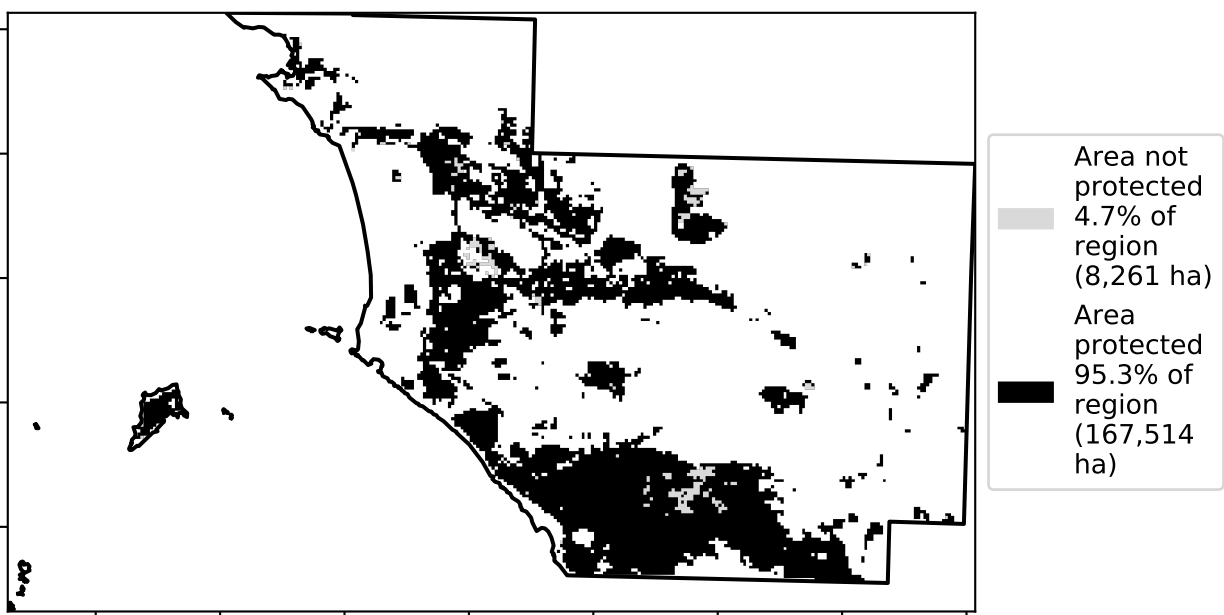 Area not
protected
4.7% of
region
(8,261 ha)
Area
protected
95.3% of
region
(167,514
ha)